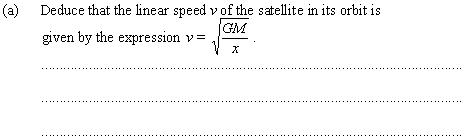 (a) Deduce that the linear speed v of the satellite in its orbit is
given by the expression v = √(GM/x) .